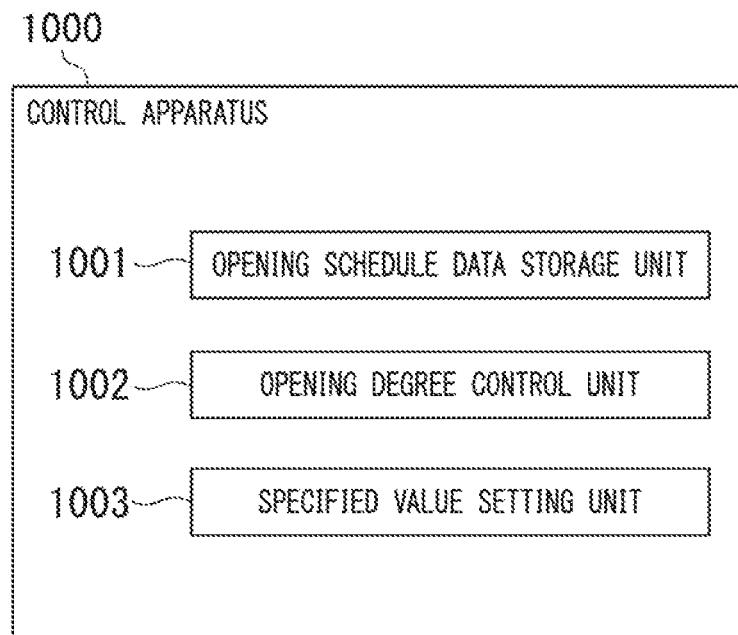 1000
CONTROL APPARATUS
1001 OPENING SCHEDULE DATA STORAGE UNIT
1002 OPENING DEGREE CONTROL UNIT
1003 SPECIFIED VALUE SETTING UNIT